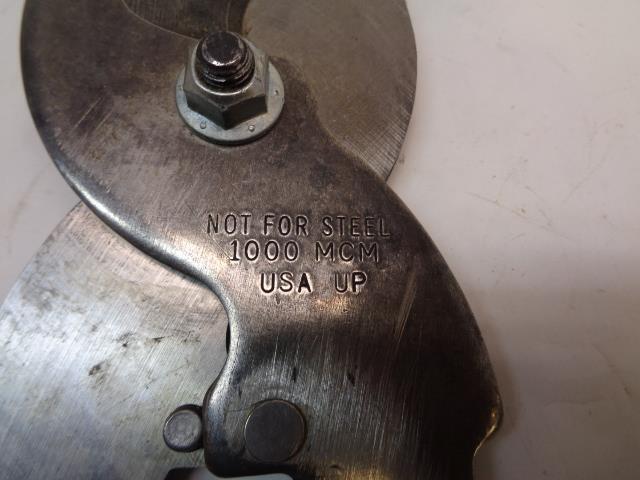 NOT FOR STEEL
1000 MCM
USA UP